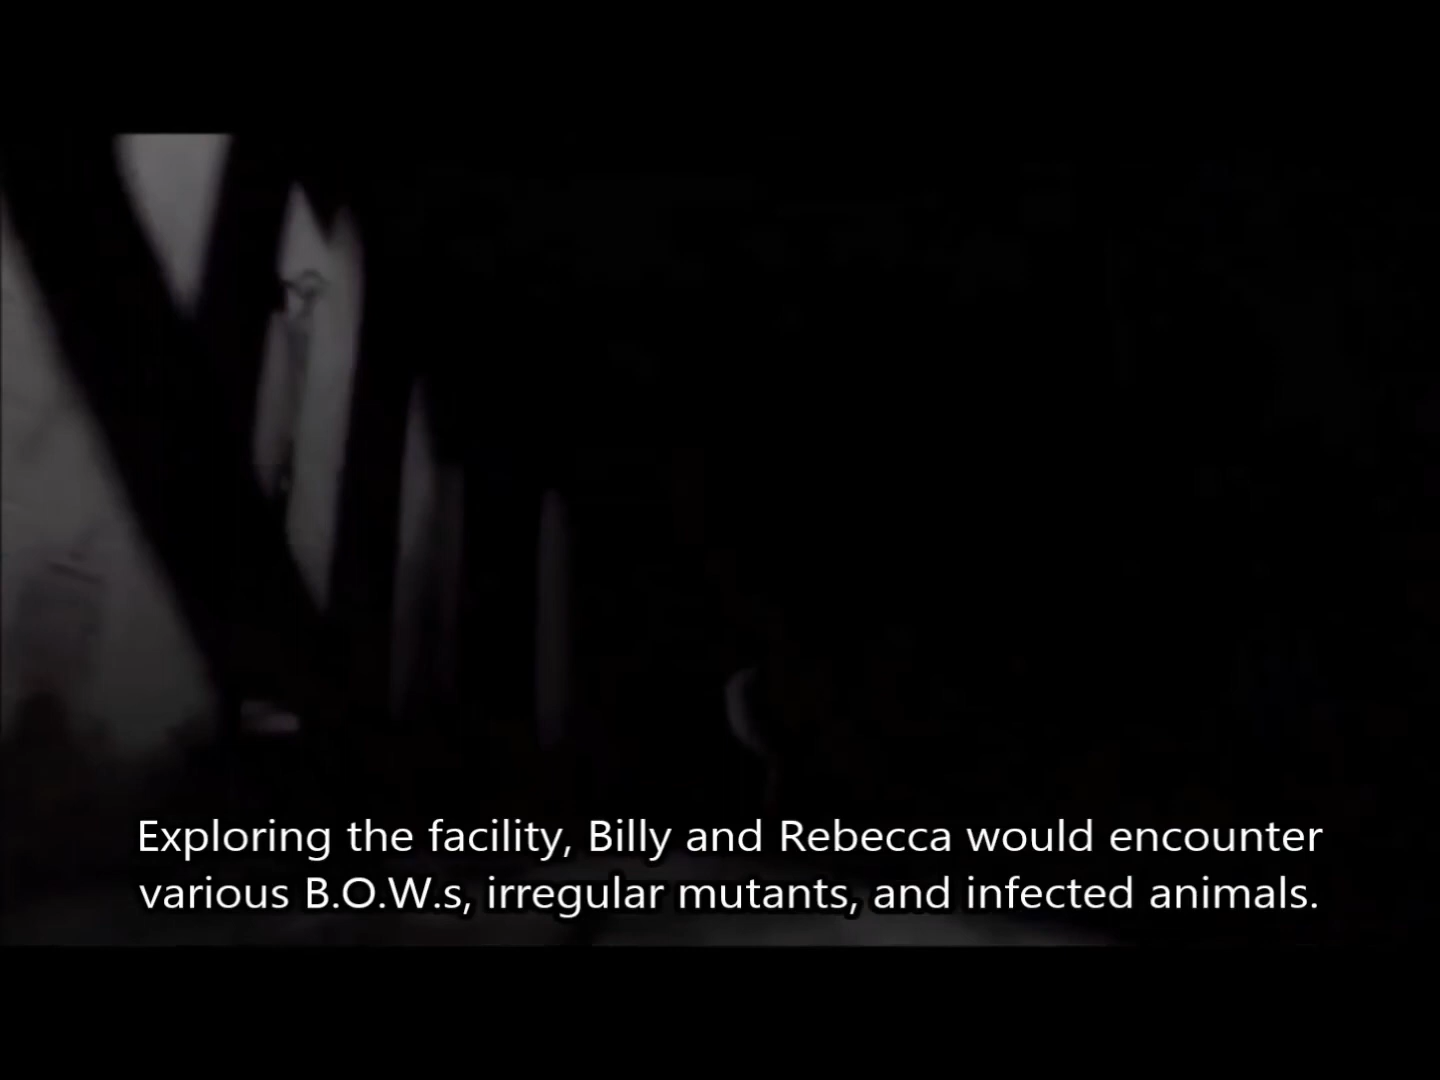 Exploring the facility, Billy and Rebecca would encounter
various B.O.W.s, irregular mutants, and infected animals.